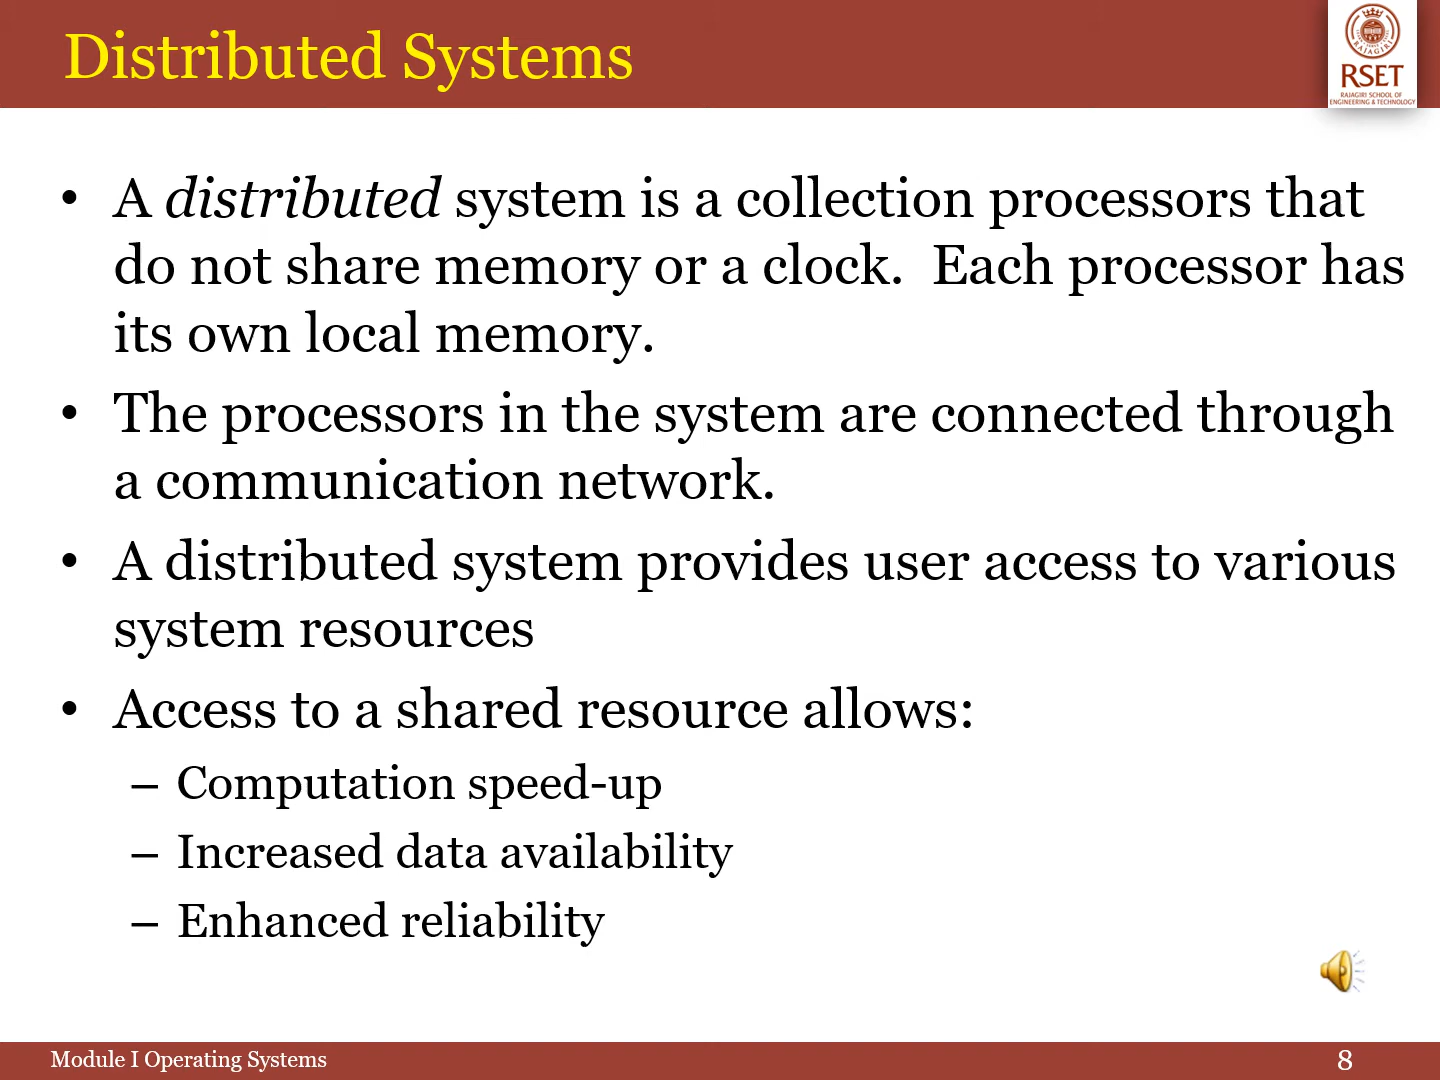 Distributed Systems
RAJAGIRI
RSET
RAJAGIRI SCHOOL OF
ENGINEERING & TECHNOLOGY
• A distributed system is a collection processors that
do not share memory or a clock.  Each processor has
its own local memory.
• The processors in the system are connected through
a communication network.
• A distributed system provides user access to various
system resources
• Access to a shared resource allows:
– Computation speed-up
– Increased data availability
– Enhanced reliability
Module I Operating Systems
8